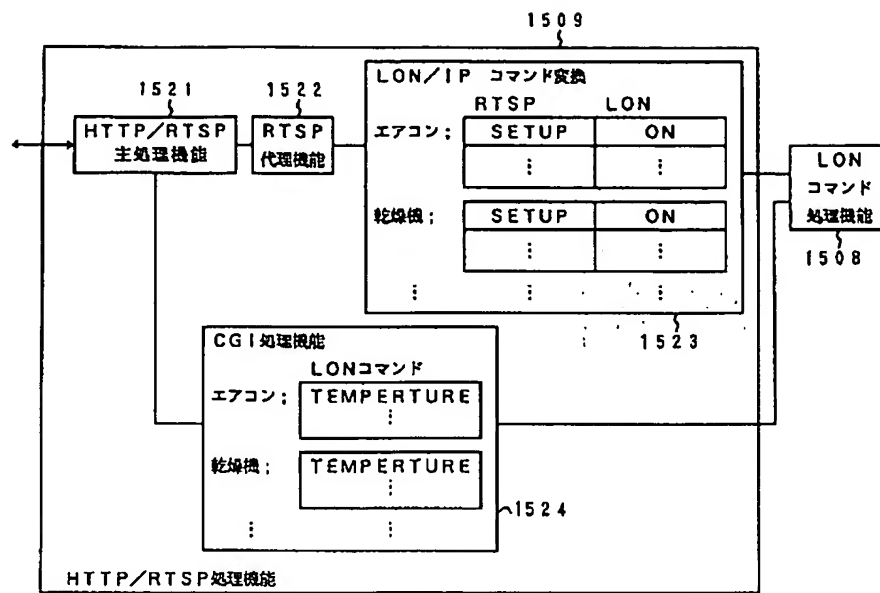 1509
1521
HTTP/RTSP
主処理機能
1522
RTSP
代理機能
LON/IP コマンド変換
RTSP LON
エアコン; SETUP ON
⋮ ⋮
乾燥機; SETUP ON
⋮ ⋮
⋮ ⋮ ⋮
1523
LON
コマンド
処理機能
1508
CGI処理機能
LONコマンド
エアコン; TEMPERTURE
⋮
乾燥機; TEMPERTURE
⋮
⋮ ⋮
1524
HTTP/RTSP処理機能